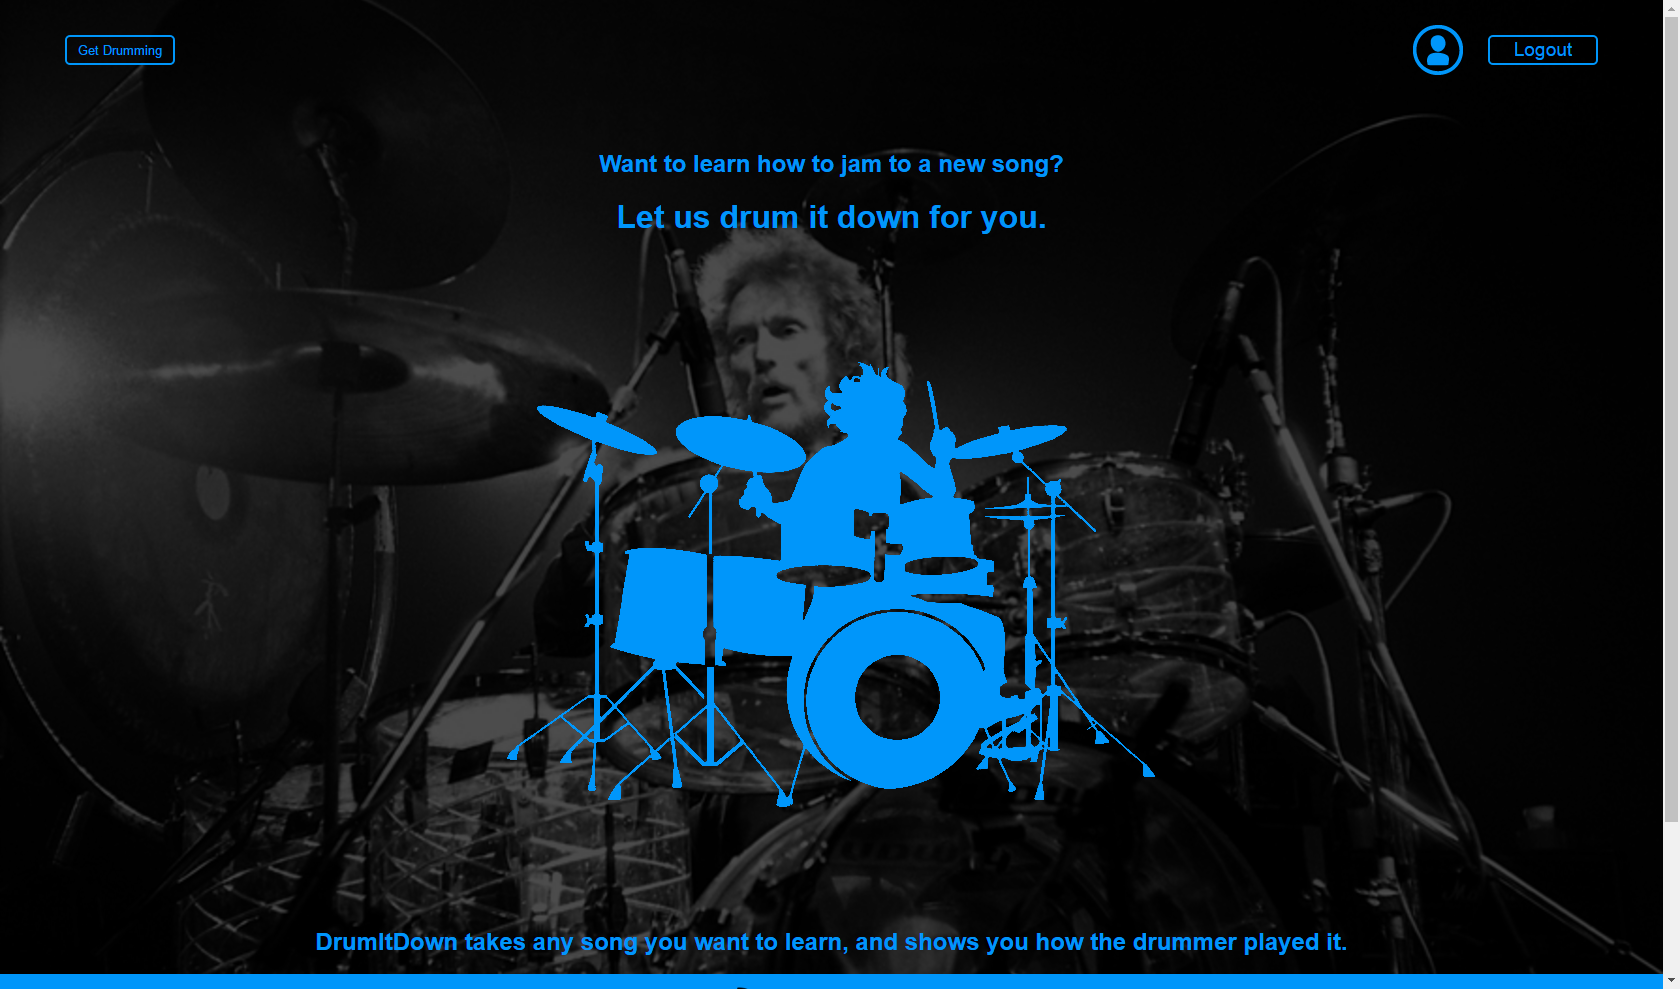 Get Drumming
Logout
Want to learn how to jam to a new song?
Let us drum it down for you.
DrumItDown takes any song you want to learn, and shows you how the drummer played it.